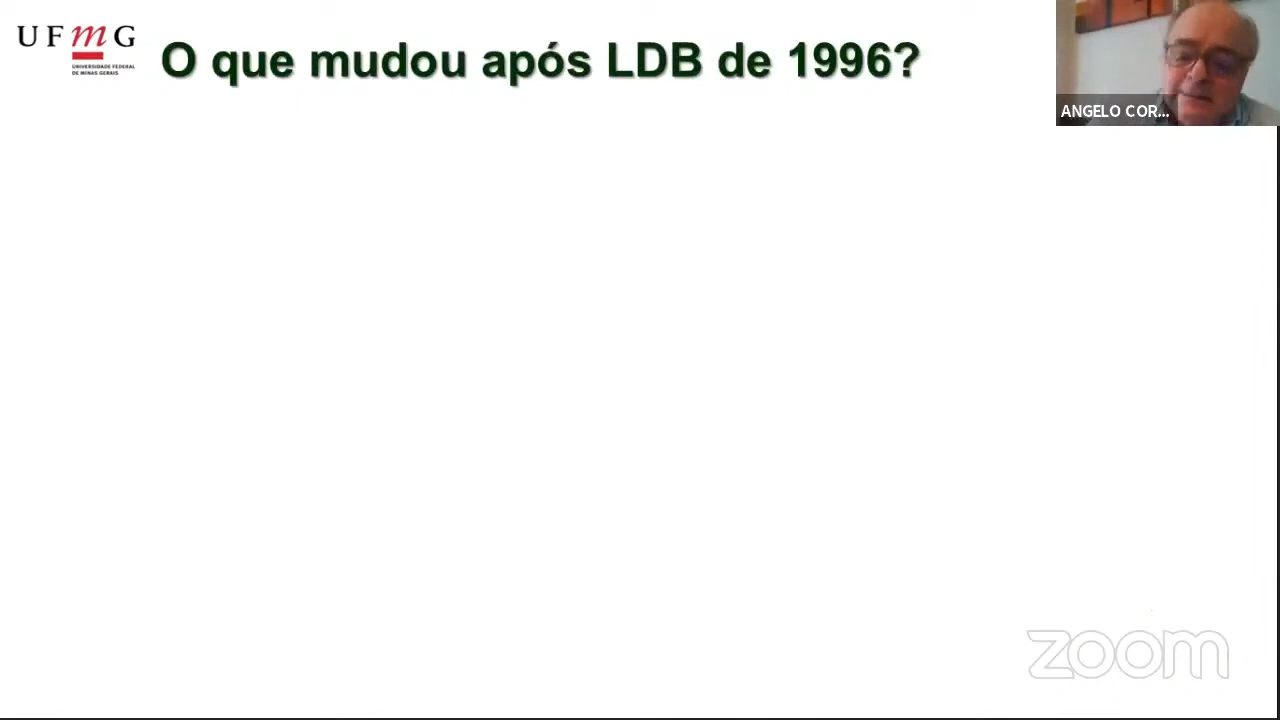 UFmG
UNIVERSIDADE FEDERAL
DE MINAS GERAIS
O que mudou após LDB de 1996?
ANGELO COR...
zoom